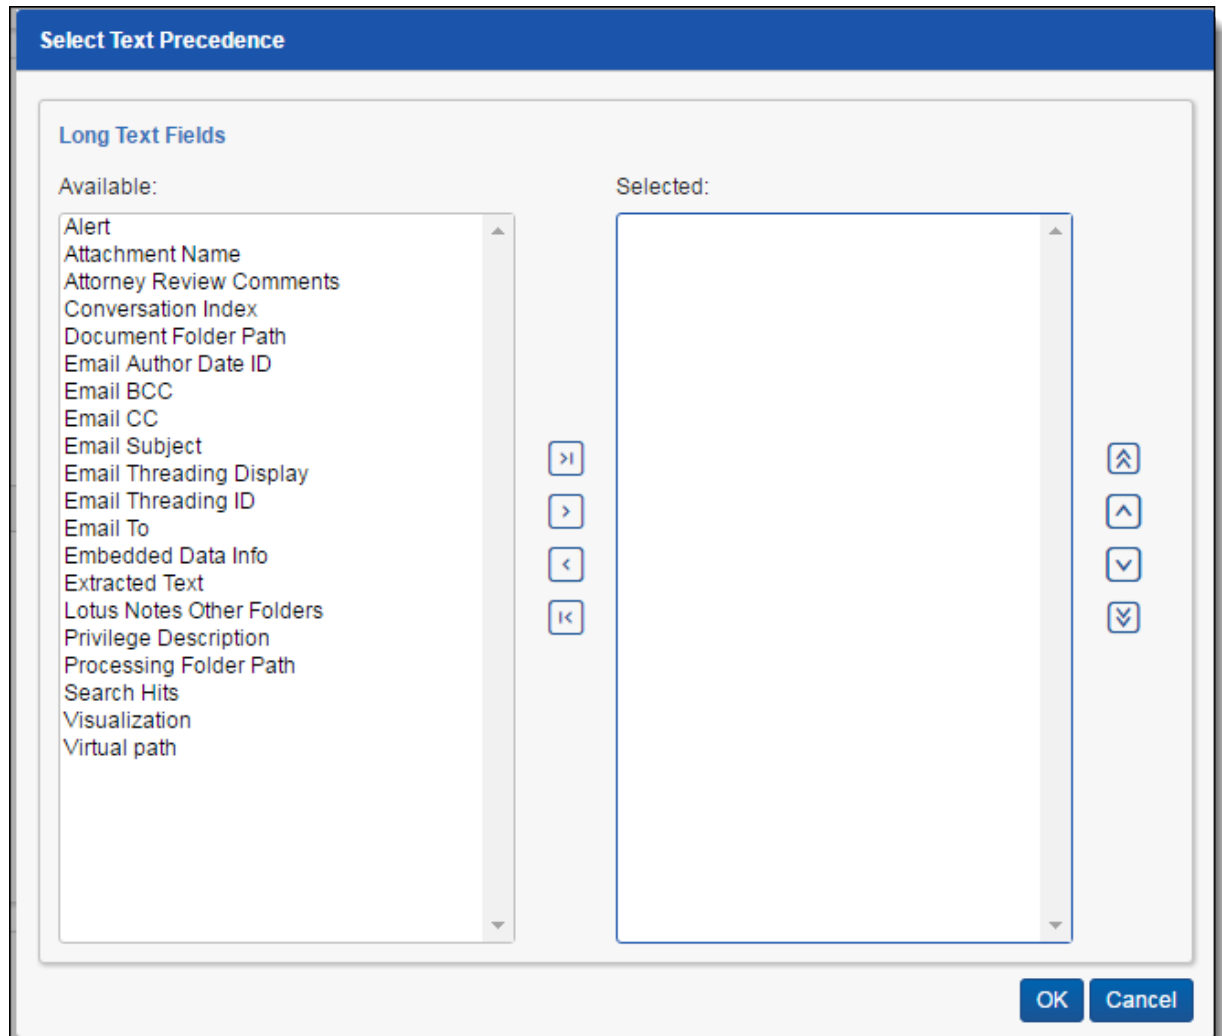 Select Text Precedence
Long Text Fields
Available:
Selected:
Alert
Attachment Name
Attorney Review Comments
Conversation Index
Document Folder Path
Email Author Date ID
Email BCC
Email CC
Email Subject
Email Threading Display
Email Threading ID
Email To
Embedded Data Info
Extracted Text
Lotus Notes Other Folders
Privilege Description
Processing Folder Path
Search Hits
Visualization
Virtual path
OK
Cancel